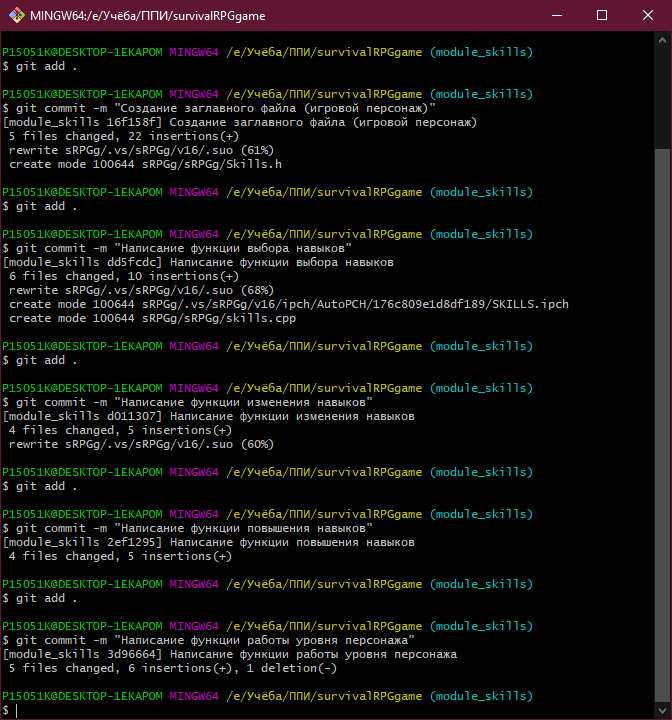 MINGW64:/e/Учёба/ППИ/survivalRPGgame
P15051K@DESKTOP-1EKAPOM MINGW64 /e/Учёба/ППИ/survivalRPGgame (module_skills)
$ git add .
P15051K@DESKTOP-1EKAPOM MINGW64 /e/Учёба/ППИ/survivalRPGgame (module_skills)
$ git commit -m "Создание заглавного файла (игровой персонаж)"
[module_skills 16f158f] Создание заглавного файла (игровой персонаж)
5 files changed, 22 insertions(+)
rewrite sRPGg/.vs/sRPGg/v16/.suo (61%)
create mode 100644 sRPGg/sRPGg/Skills.h
P15051K@DESKTOP-1EKAPOM MINGW64 /e/Учёба/ППИ/survivalRPGgame (module_skills)
$ git add .
P15051K@DESKTOP-1EKAPOM MINGW64 /e/Учёба/ППИ/survivalRPGgame (module_skills)
$ git commit -m "Написание функции выбора навыков"
[module_skills dd5fcdc] Написание функции выбора навыков
6 files changed, 10 insertions(+)
rewrite sRPGg/.vs/sRPGg/v16/.suo (68%)
create mode 100644 sRPGg/.vs/sRPGg/v16/ipch/AutoPCH/176c809e1d8df189/SKILLS.ipch
create mode 100644 sRPGg/sRPGg/skills.cpp
P15051K@DESKTOP-1EKAPOM MINGW64 /e/Учёба/ППИ/survivalRPGgame (module_skills)
$ git add .
P15051K@DESKTOP-1EKAPOM MINGW64 /e/Учёба/ППИ/survivalRPGgame (module_skills)
$ git commit -m "Написание функции изменения навыков"
[module_skills d011307] Написание функции изменения навыков
4 files changed, 5 insertions(+)
rewrite sRPGg/.vs/sRPGg/v16/.suo (60%)
P15051K@DESKTOP-1EKAPOM MINGW64 /e/Учёба/ППИ/survivalRPGgame (module_skills)
$ git add .
P15051K@DESKTOP-1EKAPOM MINGW64 /e/Учёба/ППИ/survivalRPGgame (module_skills)
$ git commit -m "Написание функции повышения навыков"
[module_skills 2ef1295] Написание функции повышения навыков
4 files changed, 5 insertions(+)
P15051K@DESKTOP-1EKAPOM MINGW64 /e/Учёба/ППИ/survivalRPGgame (module_skills)
$ git add .
P15051K@DESKTOP-1EKAPOM MINGW64 /e/Учёба/ППИ/survivalRPGgame (module_skills)
$ git commit -m "Написание функции работы уровня персонажа"
[module_skills 3d96664] Написание функции работы уровня персонажа
5 files changed, 6 insertions(+), 1 deletion(-)
P15051K@DESKTOP-1EKAPOM MINGW64 /e/Учёба/ППИ/survivalRPGgame (module_skills)
$